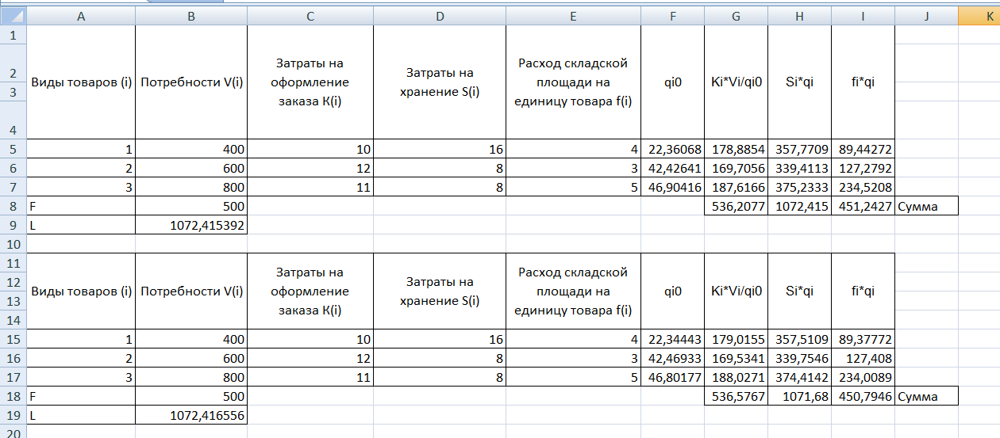 A B C D E F G H I J K
1
2
3
4
Виды товаров (i) Потребности V(i) Затраты на оформление заказа К(i) Затраты на хранение S(i) Расход складской площади на единицу товара f(i) qi0 Ki*Vi/qi0 Si*qi fi*qi
5 1 400 10 16 4 22,36068 178,8854 357,7709 89,44272
6 2 600 12 8 3 42,42641 169,7056 339,4113 127,2792
7 3 800 11 8 5 46,90416 187,6166 375,2333 234,5208
8 F 500 536,2077 1072,415 451,2427 Сумма
9 L 1072,415392
10
11
12
13
14
Виды товаров (i) Потребности V(i) Затраты на оформление заказа К(i) Затраты на хранение S(i) Расход складской площади на единицу товара f(i) qi0 Ki*Vi/qi0 Si*qi fi*qi
15 1 400 10 16 4 22,34443 179,0155 357,5109 89,37772
16 2 600 12 8 3 42,46933 169,5341 339,7546 127,408
17 3 800 11 8 5 46,80177 188,0271 374,4142 234,0089
18 F 500 536,5767 1071,68 450,7946 Сумма
19 L 1072,416556
20